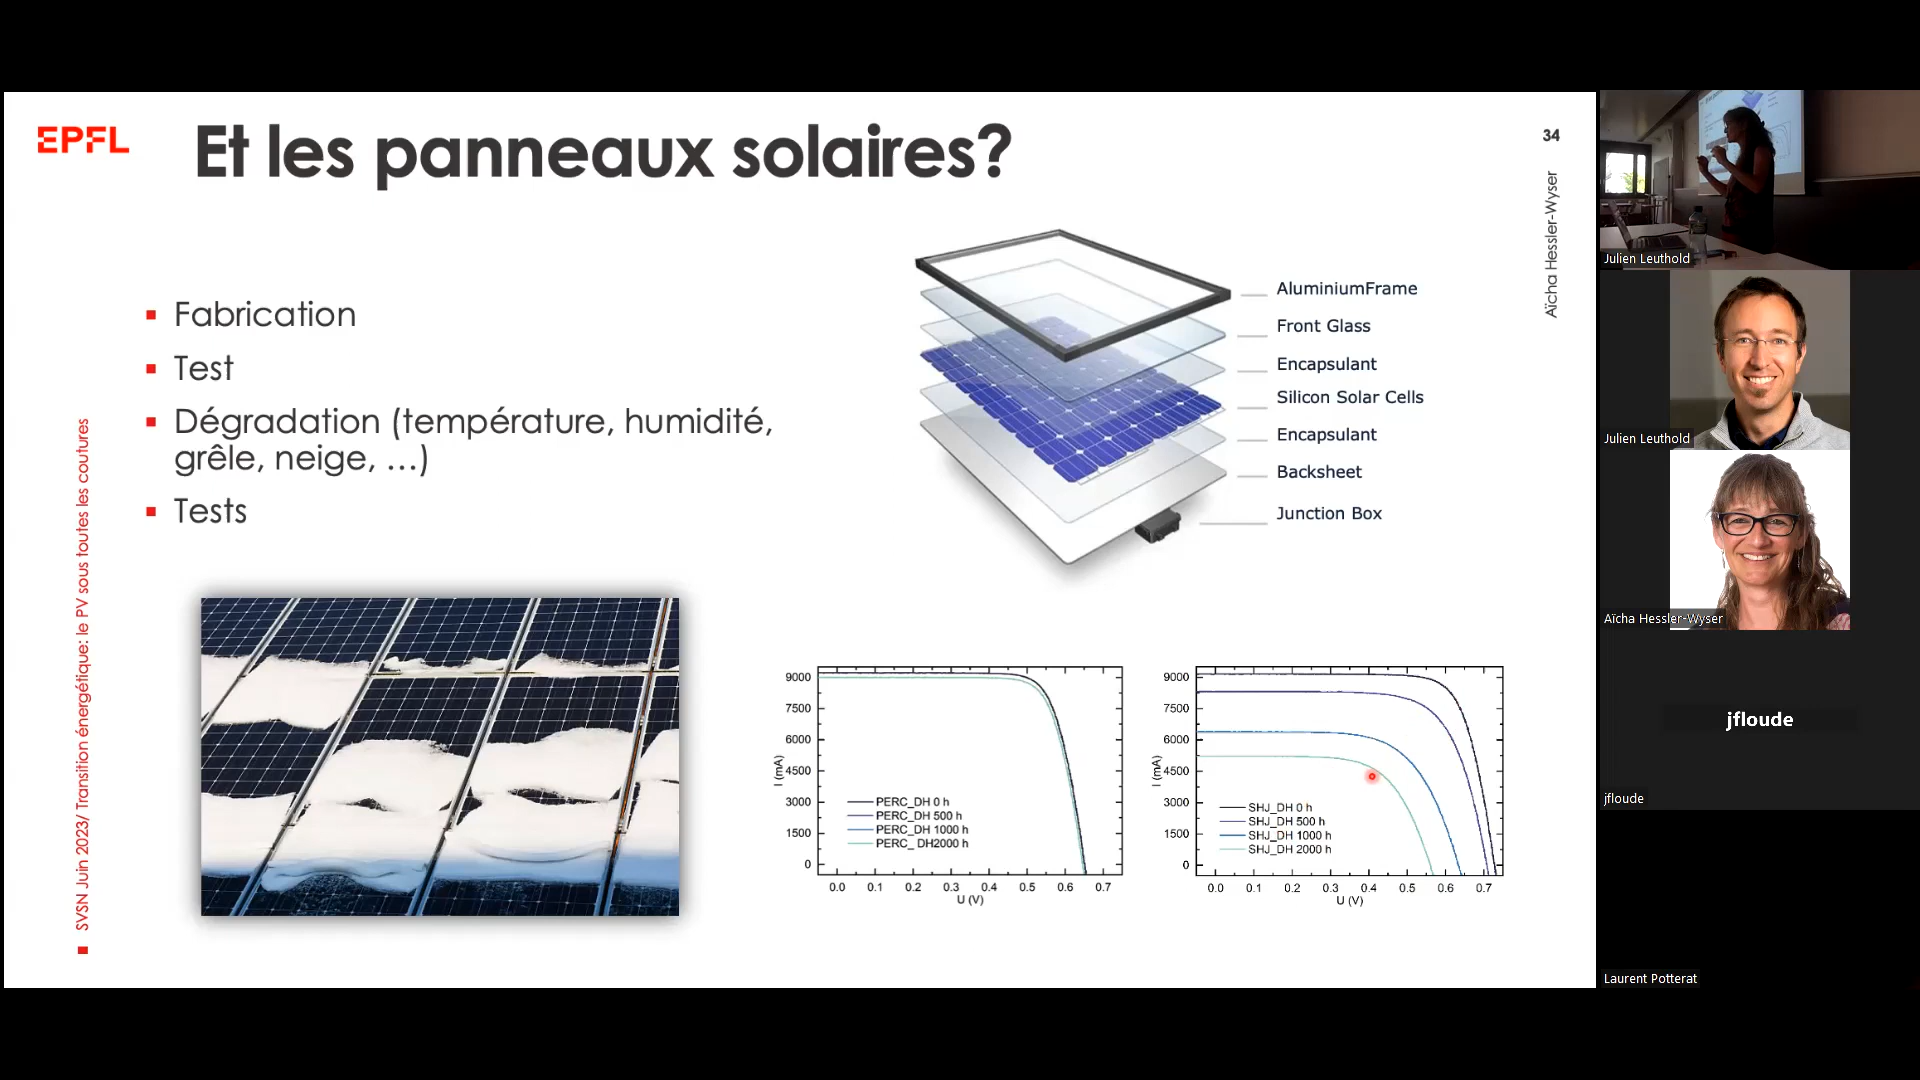 EPFL
Et les panneaux solaires?
34
Aïcha Hessler-Wyser
SVSN Juin 2023/ Transition énergétique: le PV sous toutes les coutures
Fabrication
Test
Dégradation (température, humidité,
grêle, neige, ...)
Tests
AluminiumFrame
Front Glass
Encapsulant
Silicon Solar Cells
Encapsulant
Backsheet
Junction Box
I (mA)
9000
7500
6000
4500
3000
1500
0
PERC_DH 0 h
PERC_DH 500 h
PERC_DH 1000 h
PERC_ DH2000 h
0.0 0.1 0.2 0.3 0.4 0.5 0.6 0.7
U (V)
I (mA)
9000
7500
6000
4500
3000
1500
0
SHJ_DH 0 h
SHJ_DH 500 h
SHJ_DH 1000 h
SHJ_DH 2000 h
0.0 0.1 0.2 0.3 0.4 0.5 0.6 0.7
U (V)
Julien Leuthold
Julien Leuthold
Aïcha Hessler-Wyser
jfloude
jfloude
Laurent Potterat